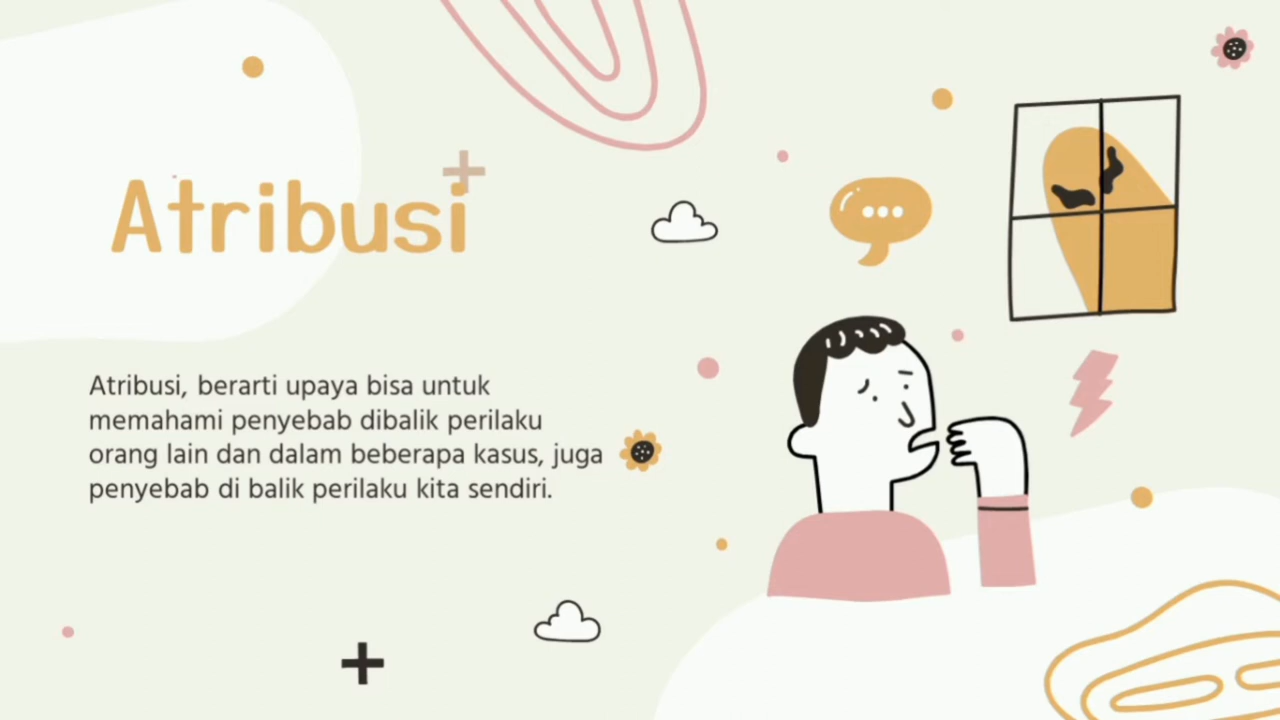 Atribusi
Atribusi, berarti upaya bisa untuk
memahami penyebab dibalik perilaku
orang lain dan dalam beberapa kasus, juga
penyebab di balik perilaku kita sendiri.